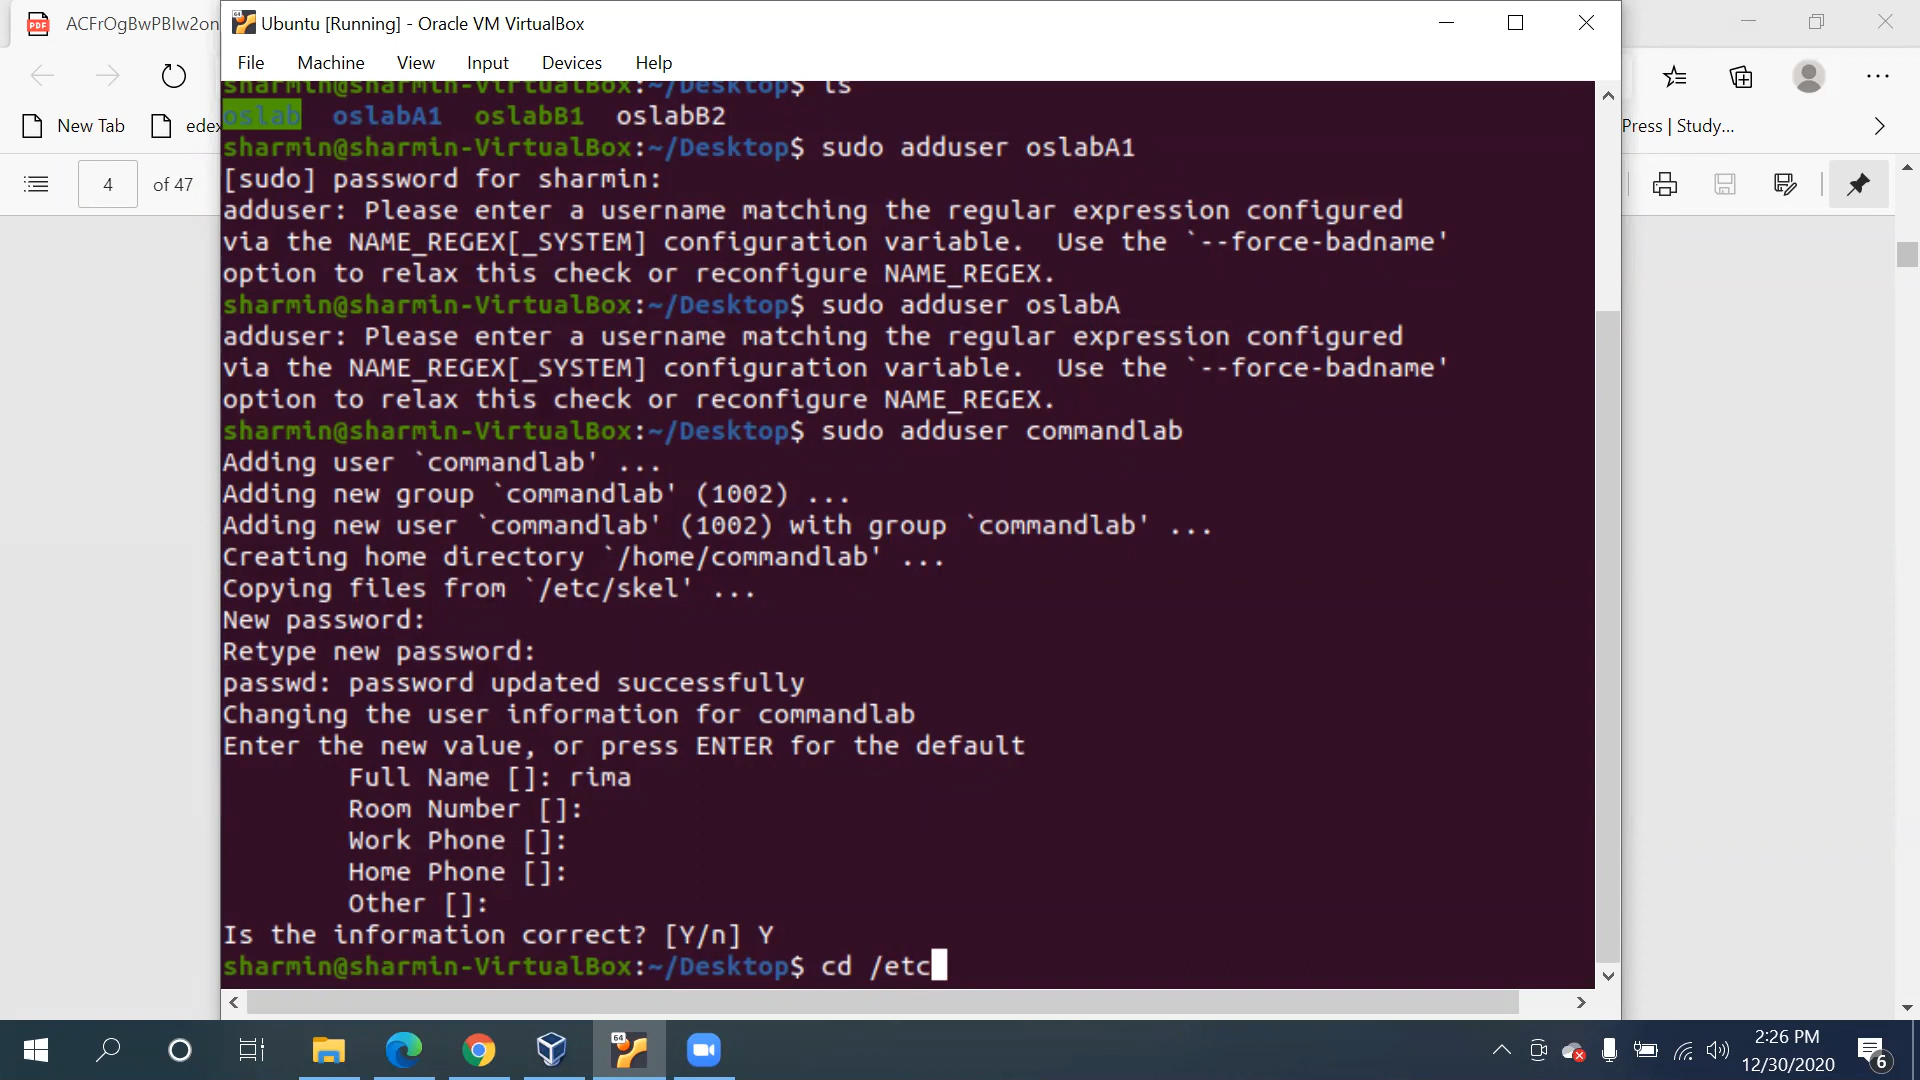 ACFrOgBwPBIw2on
Ubuntu [Running] - Oracle VM VirtualBox
File Machine View Input Devices Help
New Tab edex
Press | Study...
4 of 47
sharmin@sharmin-VirtualBox:~/Desktop$ ls
oslab oslabA1 oslabB1 oslabB2
sharmin@sharmin-VirtualBox:~/Desktop$ sudo adduser oslabA1
[sudo] password for sharmin:
adduser: Please enter a username matching the regular expression configured
via the NAME_REGEX[_SYSTEM] configuration variable.  Use the `--force-badname'
option to relax this check or reconfigure NAME_REGEX.
sharmin@sharmin-VirtualBox:~/Desktop$ sudo adduser oslabA
adduser: Please enter a username matching the regular expression configured
via the NAME_REGEX[_SYSTEM] configuration variable.  Use the `--force-badname'
option to relax this check or reconfigure NAME_REGEX.
sharmin@sharmin-VirtualBox:~/Desktop$ sudo adduser commandlab
Adding user `commandlab' ...
Adding new group `commandlab' (1002) ...
Adding new user `commandlab' (1002) with group `commandlab' ...
Creating home directory `/home/commandlab' ...
Copying files from `/etc/skel' ...
New password:
Retype new password:
passwd: password updated successfully
Changing the user information for commandlab
Enter the new value, or press ENTER for the default
Full Name []: rima
Room Number []:
Work Phone []:
Home Phone []:
Other []:
Is the information correct? [Y/n] Y
sharmin@sharmin-VirtualBox:~/Desktop$ cd /etc
64
2:26 PM
12/30/2020
6